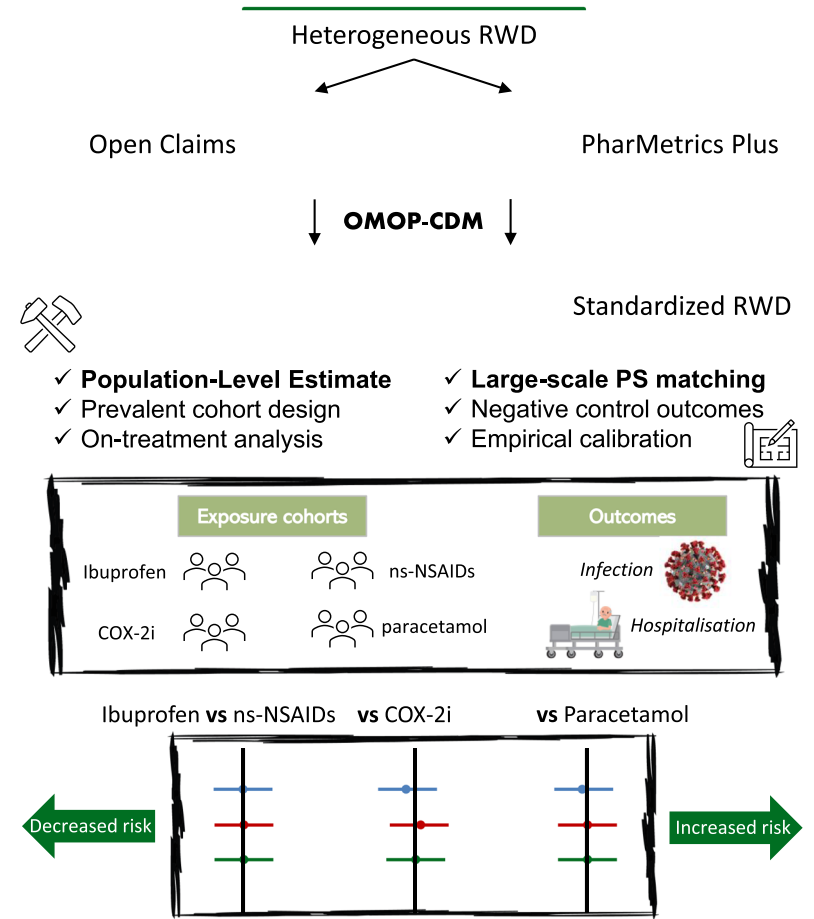 Heterogeneous RWD
Open Claims
PharMetrics Plus
OMOP-CDM
Standardized RWD
✓ Population-Level Estimate
✓ Prevalent cohort design
✓ On-treatment analysis
✓ Large-scale PS matching
✓ Negative control outcomes
✓ Empirical calibration
Exposure cohorts
Outcomes
Ibuprofen
ns-NSAIDs
Infection
COX-2i
paracetamol
Hospitalisation
Ibuprofen vs ns-NSAIDs
vs COX-2i
vs Paracetamol
Decreased risk
Increased risk